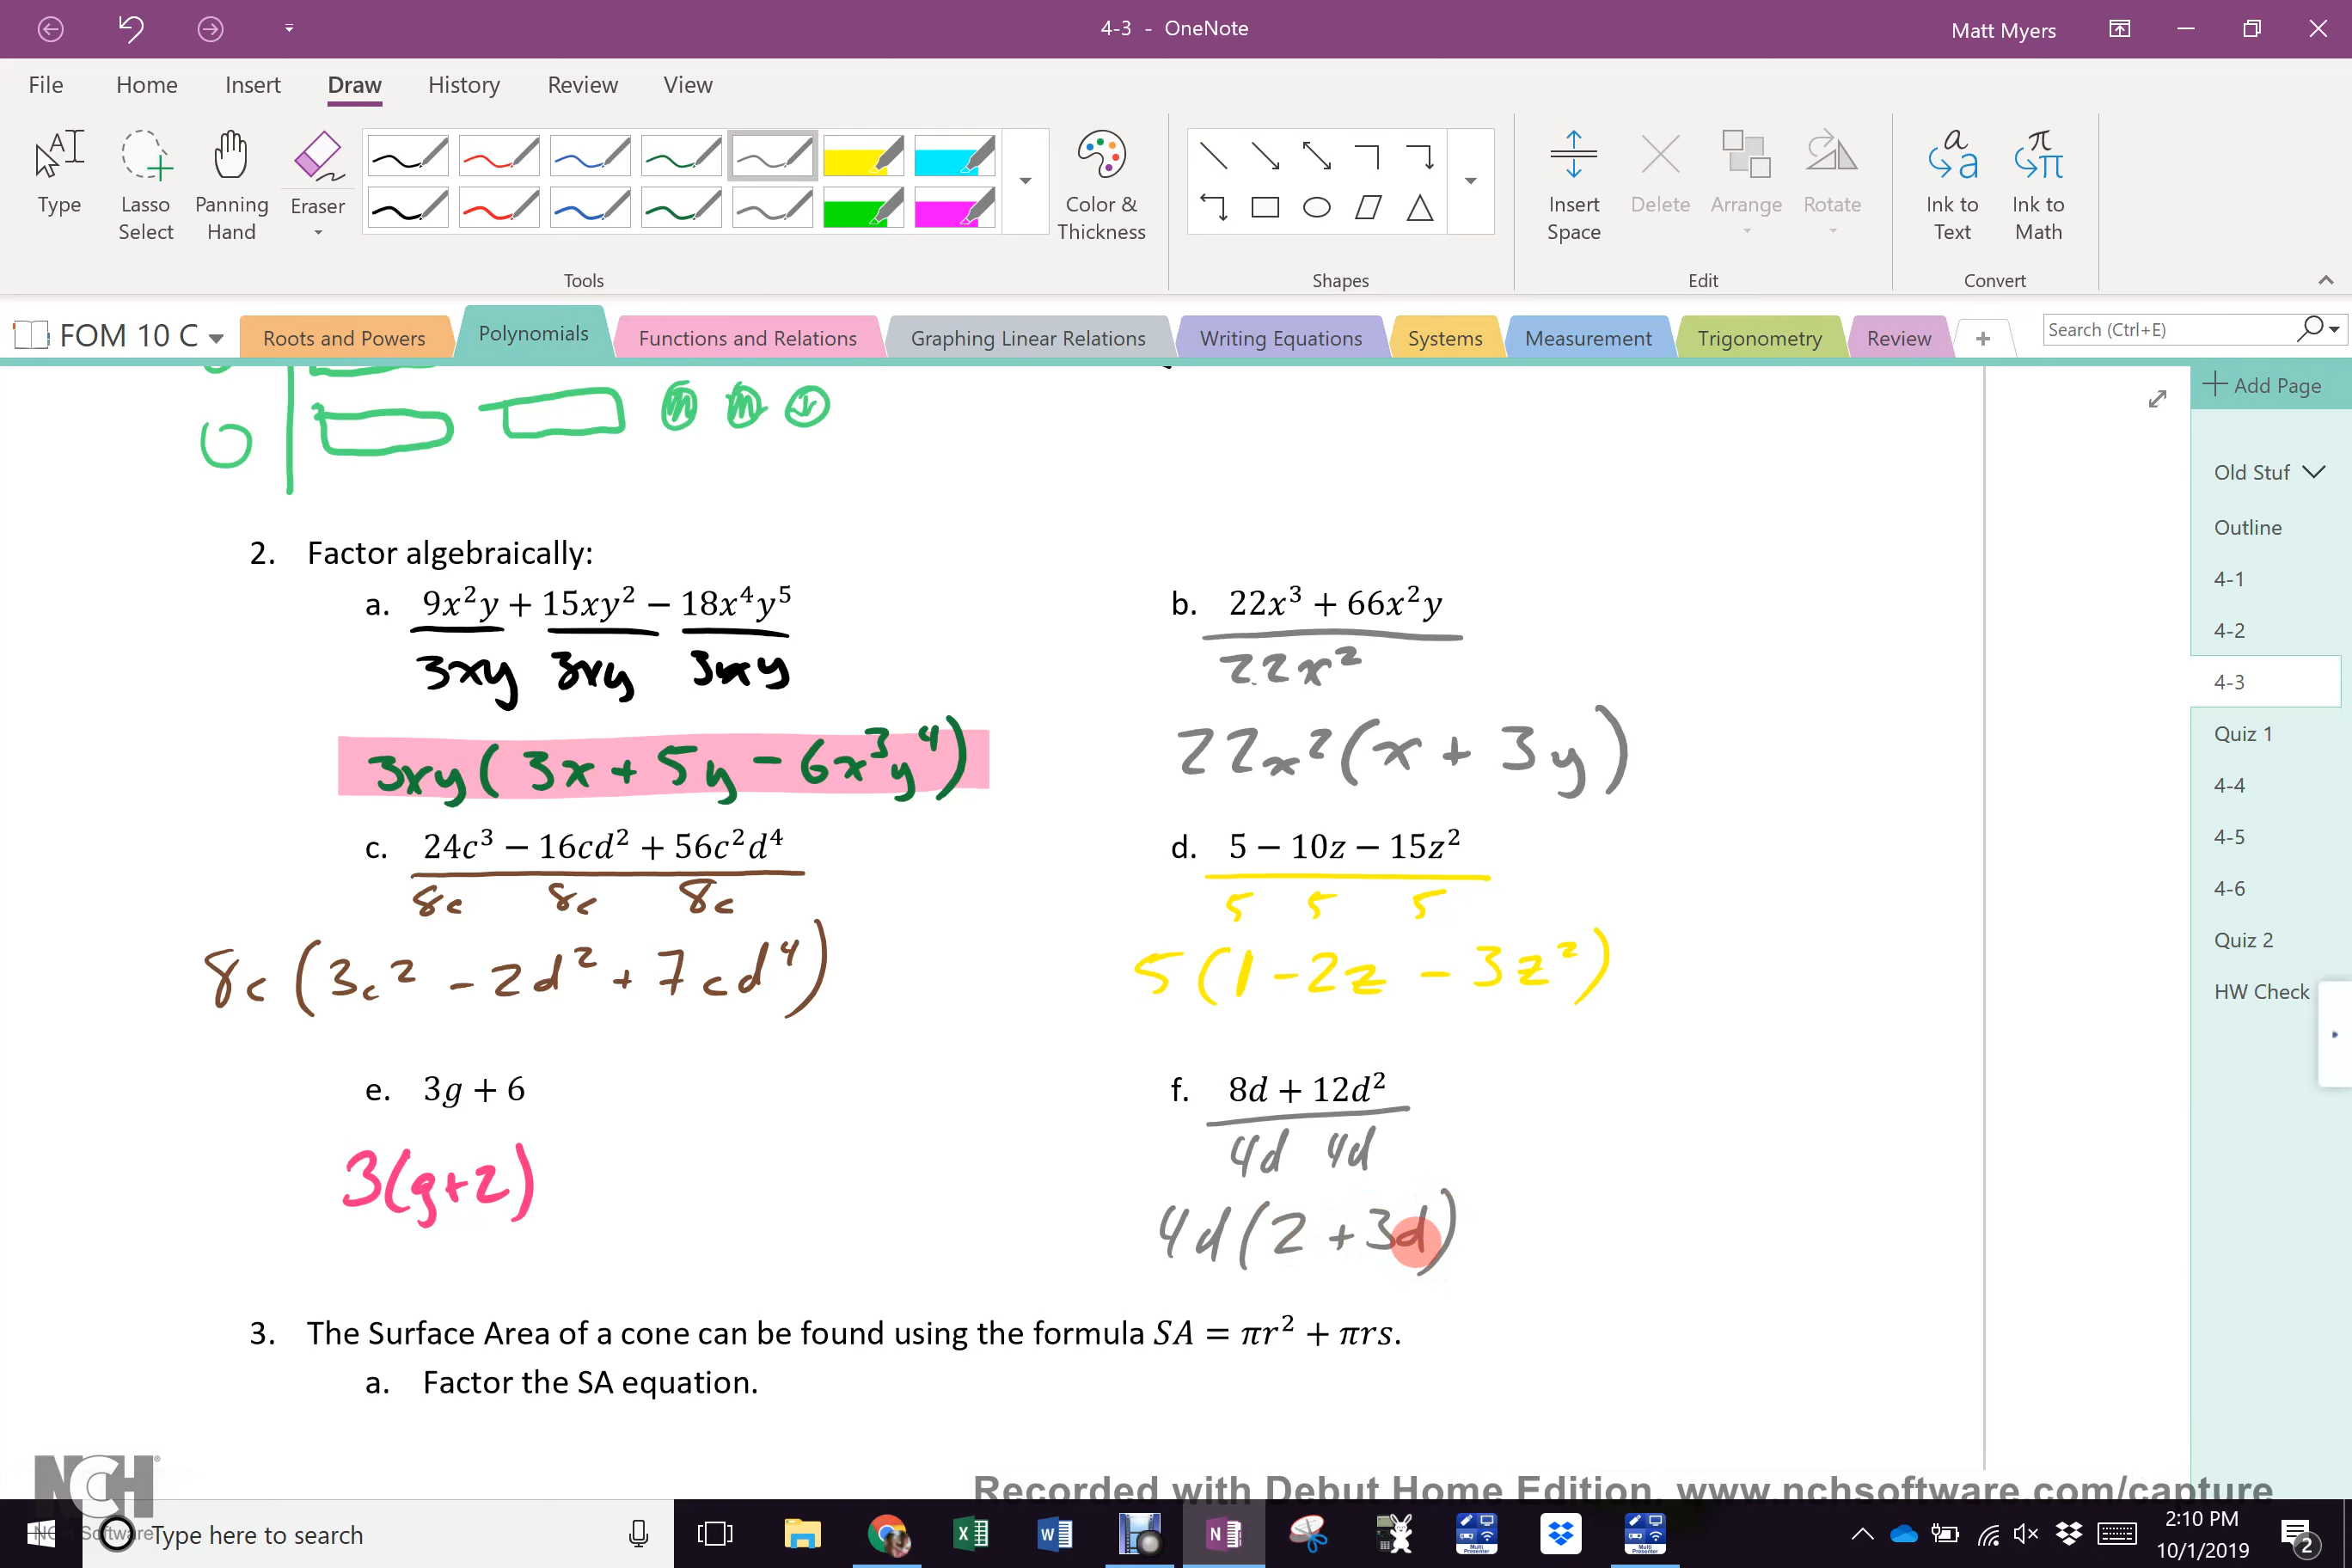 4-3 - OneNote
Matt Myers
File Home Insert Draw History Review View
Type
Lasso Select
Panning Hand
Eraser
Color & Thickness
Insert Space
Delete
Arrange
Rotate
Ink to Text
Ink to Math
Tools
Shapes
Edit
Convert
FOM 10 C
Roots and Powers
Polynomials
Functions and Relations
Graphing Linear Relations
Writing Equations
Systems
Measurement
Trigonometry
Review
Search (Ctrl+E)
Add Page
Old Stuf
Outline
4-1
4-2
4-3
Quiz 1
4-4
4-5
4-6
Quiz 2
HW Check
2. Factor algebraically:
a. 9x²y + 15xy² − 18x⁴y⁵
3xy 3xy 3xy
3xy(3x + 5y − 6x³y⁴)
b. 22x³ + 66x²y
22x²
22x²(x + 3y)
c. 24c³ − 16cd² + 56c²d⁴
8c 8c 8c
8c(3c² − 2d² + 7cd⁴)
d. 5 − 10z − 15z²
5 5 5
5(1 − 2z − 3z²)
e. 3g + 6
3(g+2)
f. 8d + 12d²
4d 4d
4d(2 + 3d)
3. The Surface Area of a cone can be found using the formula SA = πr² + πrs.
a. Factor the SA equation.
NCH
NCH Software
Recorded with Debut Home Edition. www.nchsoftware.com/capture
Type here to search
2:10 PM
10/1/2019
2